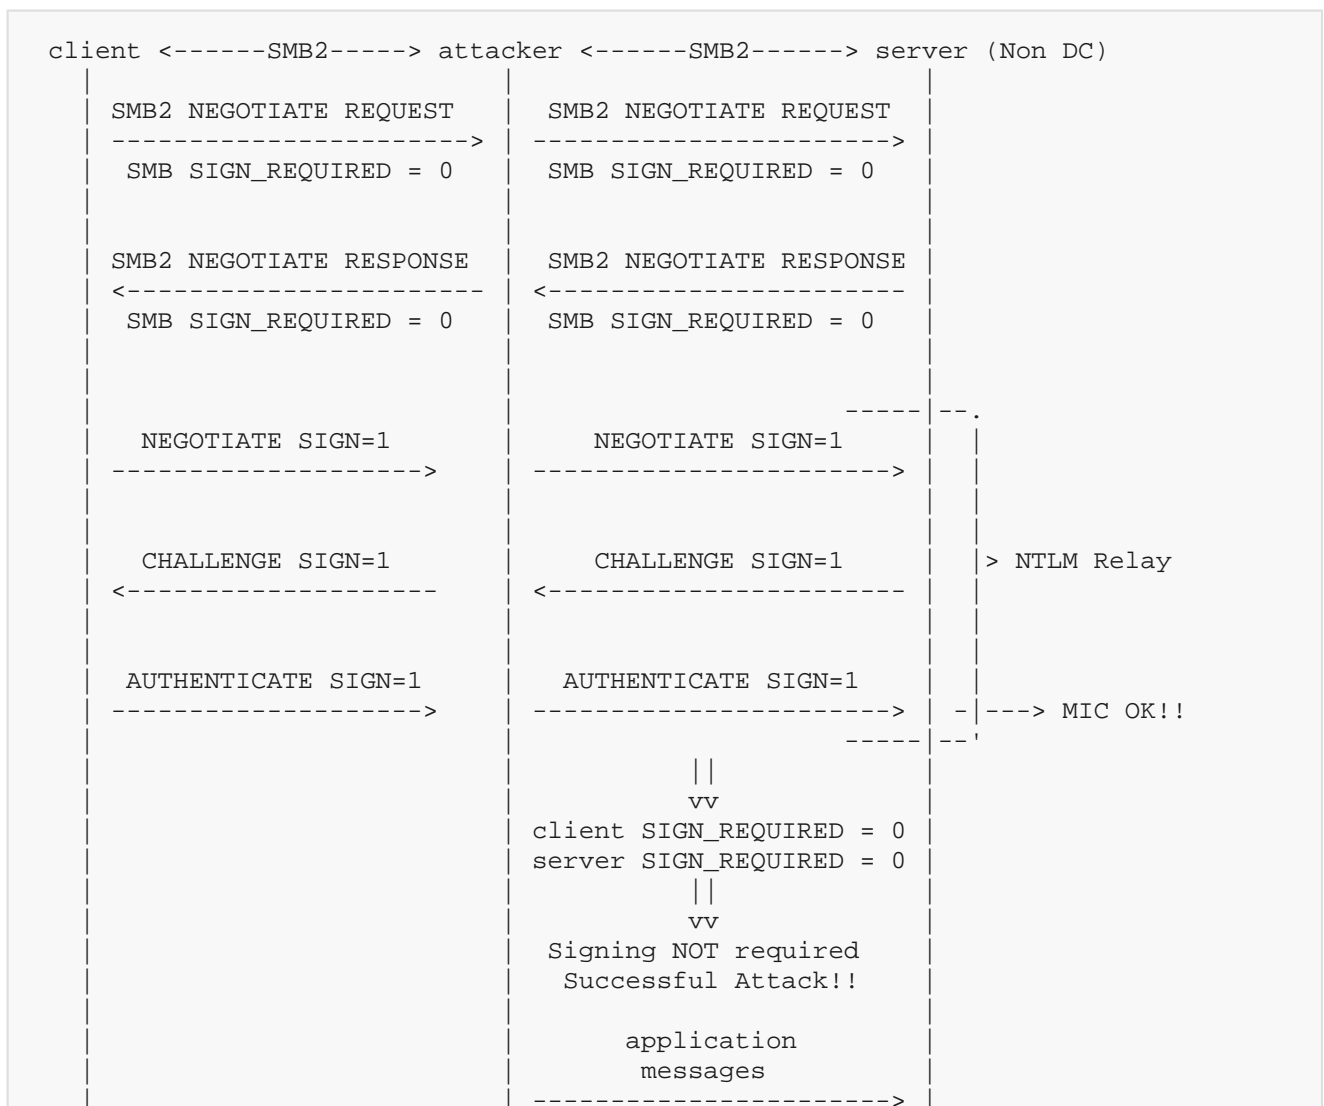 client <------SMB2-----> attacker <------SMB2------> server (Non DC)
| | |
| SMB2 NEGOTIATE REQUEST | SMB2 NEGOTIATE REQUEST |
| -----------------------> | -----------------------> |
| SMB SIGN_REQUIRED = 0 | SMB SIGN_REQUIRED = 0 |
| | |
| | |
| SMB2 NEGOTIATE RESPONSE | SMB2 NEGOTIATE RESPONSE |
| <----------------------- | <----------------------- |
| SMB SIGN_REQUIRED = 0 | SMB SIGN_REQUIRED = 0 |
| | |
| | |
| | -----|--.
| NEGOTIATE SIGN=1 | NEGOTIATE SIGN=1 | |
| --------------------> | -----------------------> | |
| | | |
| | | |
| CHALLENGE SIGN=1 | CHALLENGE SIGN=1 | |> NTLM Relay
| <-------------------- | <----------------------- | |
| | | |
| | | |
| AUTHENTICATE SIGN=1 | AUTHENTICATE SIGN=1 | |
| --------------------> | -----------------------> | -|---> MIC OK!!
| | -----|--'
| | || |
| | vv |
| | client SIGN_REQUIRED = 0 |
| | server SIGN_REQUIRED = 0 |
| | || |
| | vv |
| | Signing NOT required |
| | Successful Attack!! |
| | |
| | application |
| | messages |
| | -----------------------> |